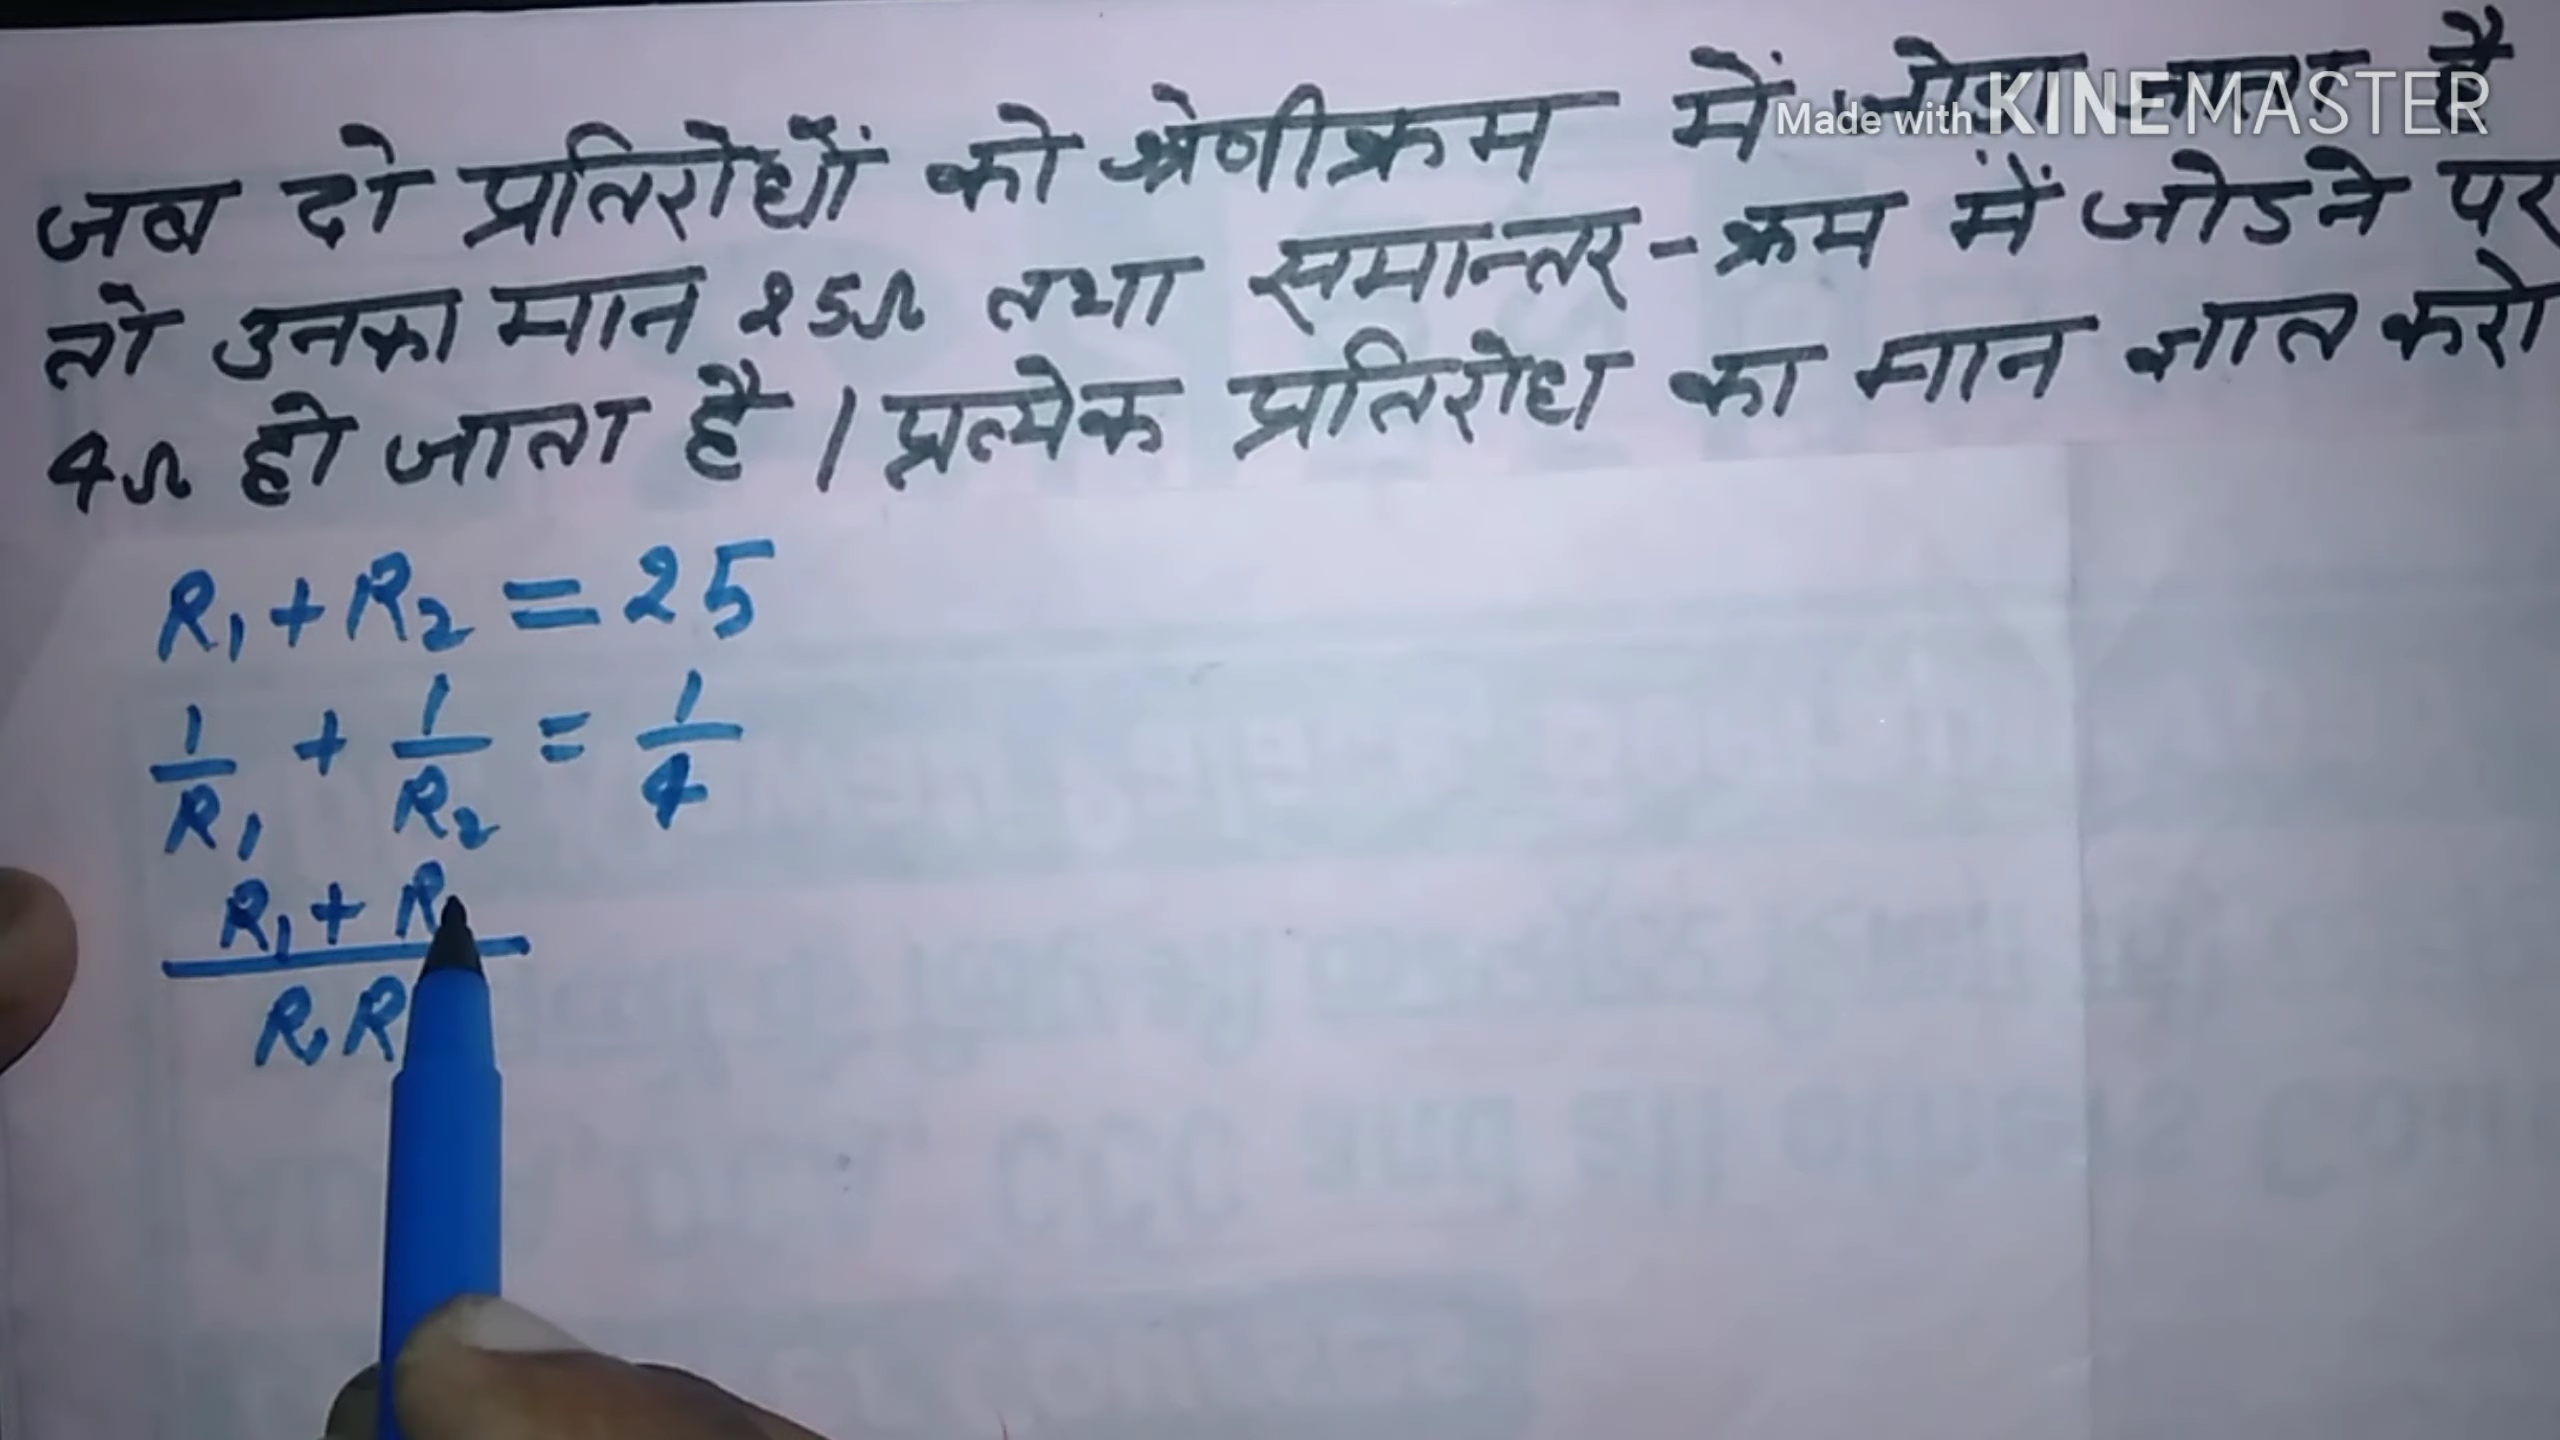 Made with KINEMASTER
जब दो प्रतिरोधों को श्रेणीक्रम में जोडा जाता है
तो उनका मान 25Ω तथा समान्तर-क्रम में जोडने पर
4Ω हो जाता है । प्रत्येक प्रतिरोध का मान ज्ञात करो
R₁ + R₂ = 25
1/R₁ + 1/R₂ = 1/4
R₁ + R
R₁ R